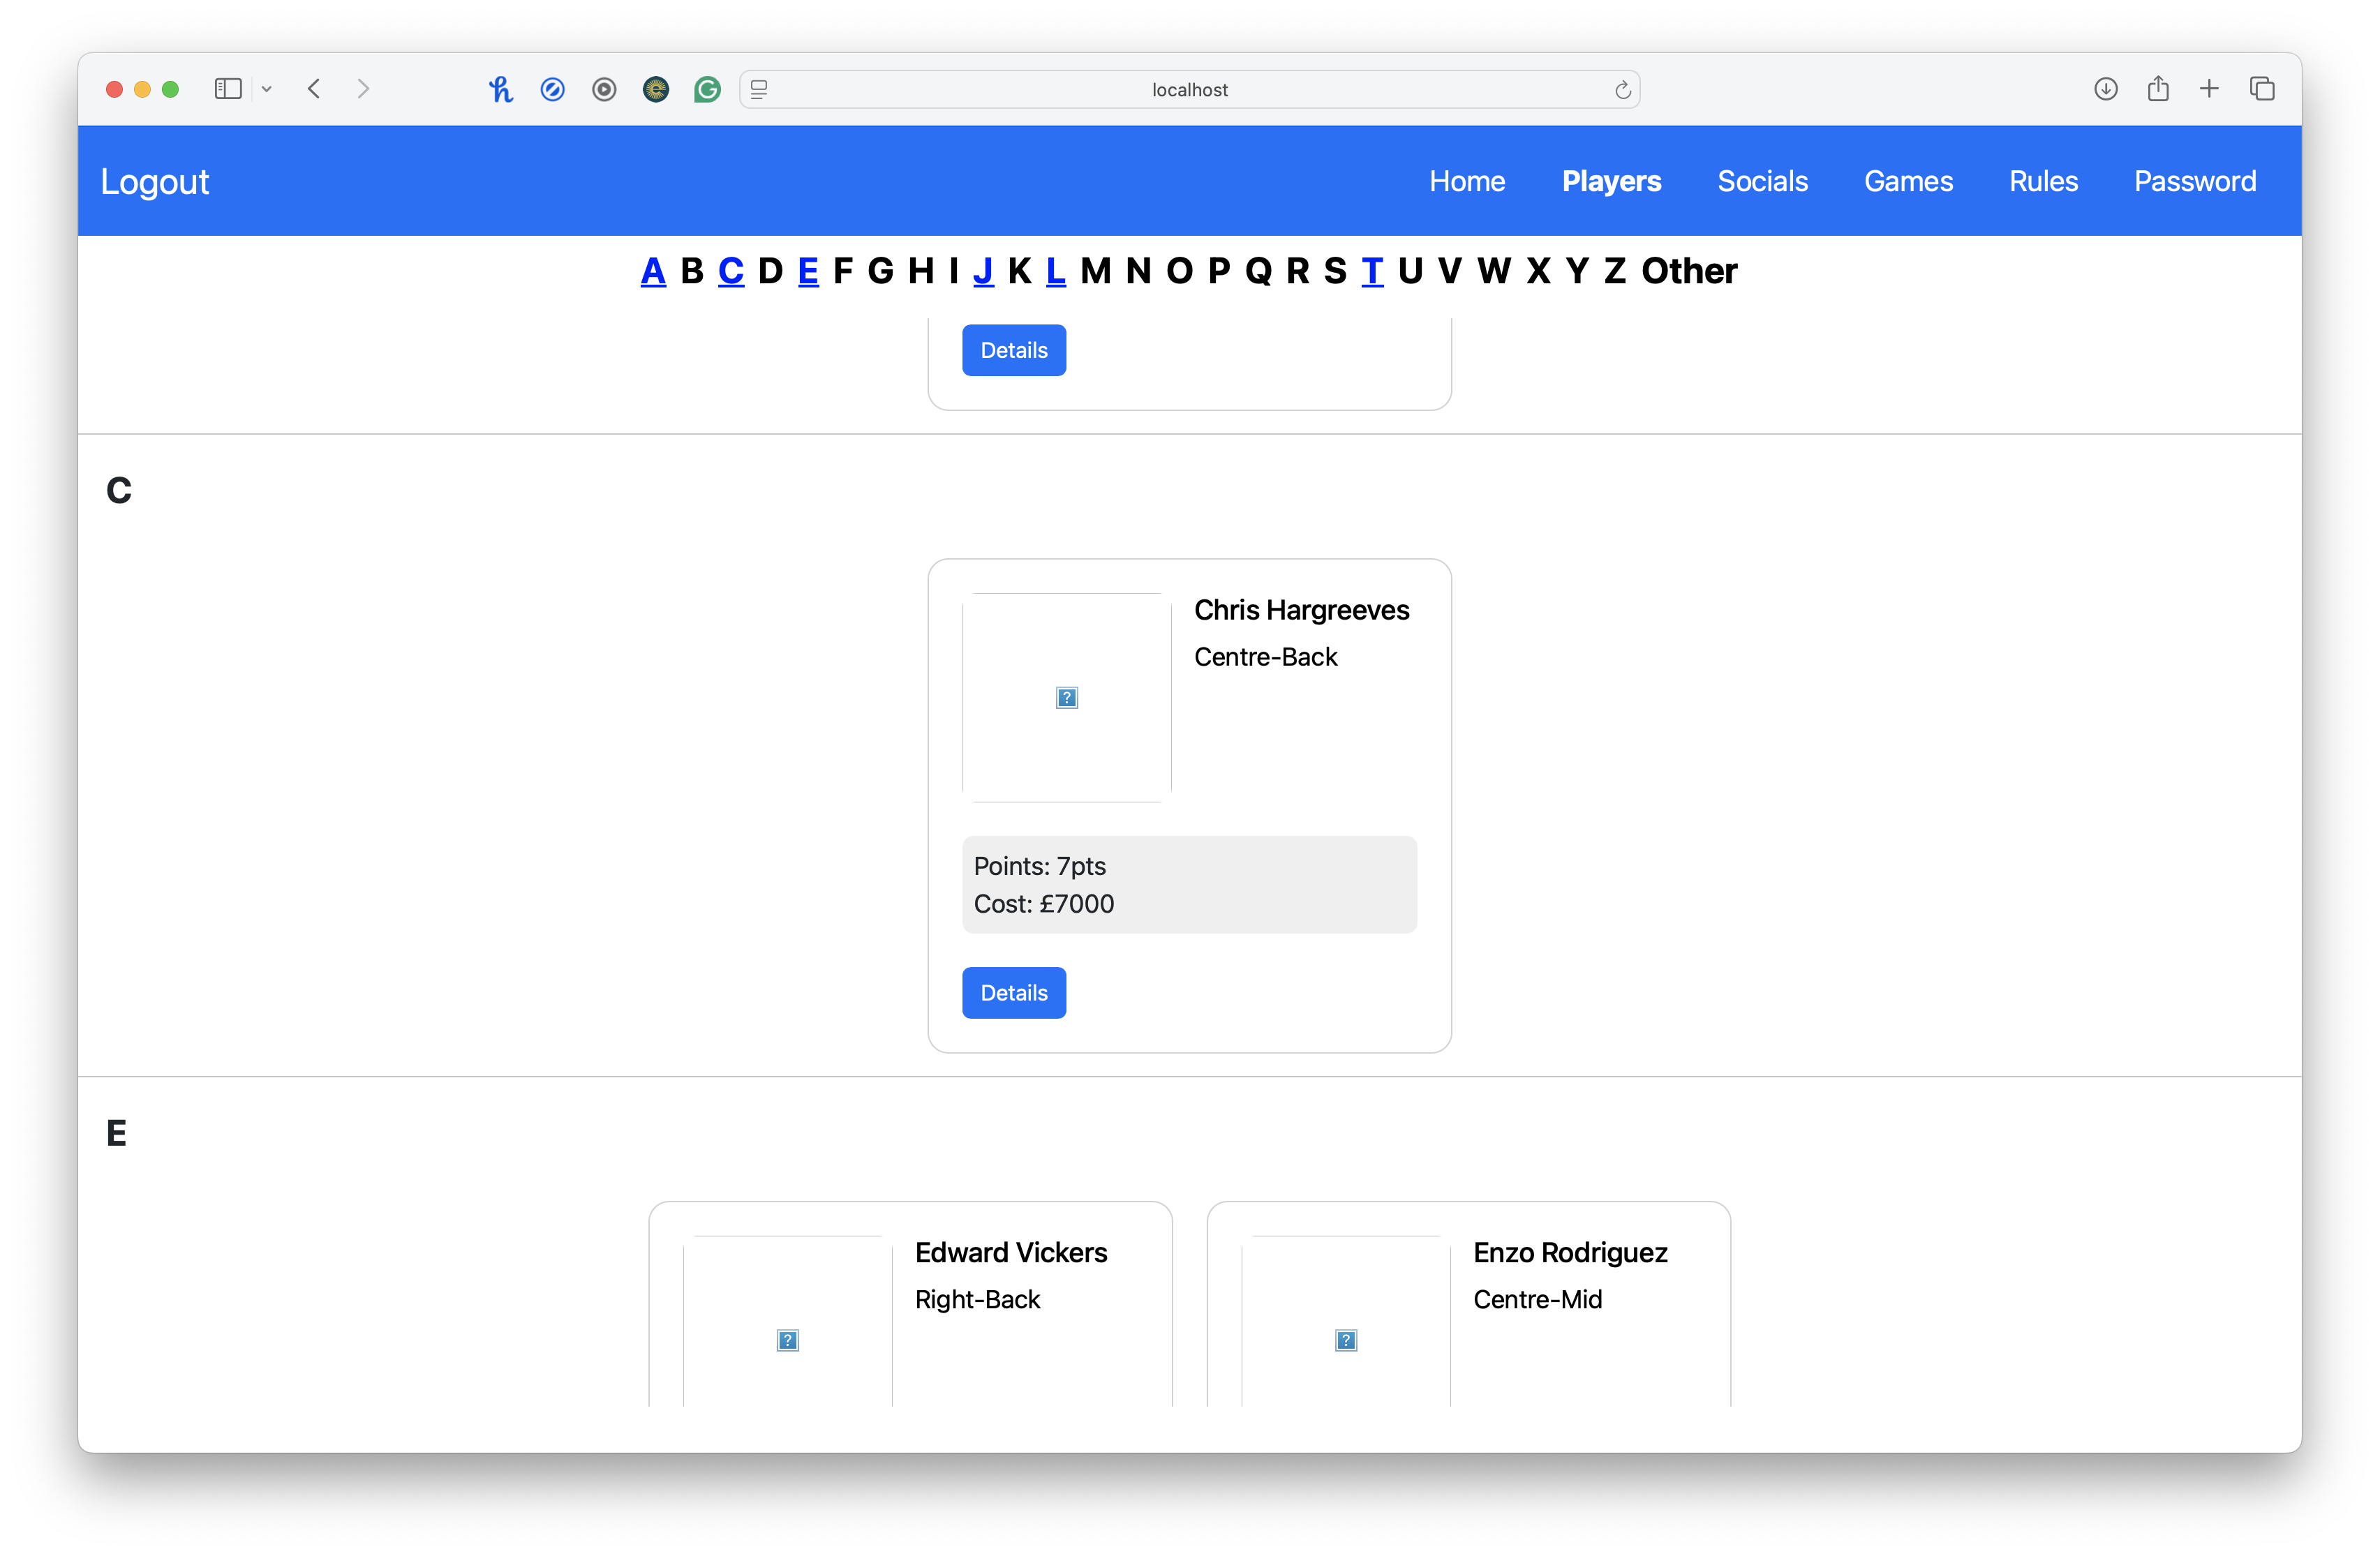 localhost
Logout Home Players Socials Games Rules Password
A B C D E F G H I J K L M N O P Q R S T U V W X Y Z Other
Details
C
Chris Hargreeves
Centre-Back
Points: 7pts
Cost: £7000
Details
E
Edward Vickers
Right-Back
Enzo Rodriguez
Centre-Mid